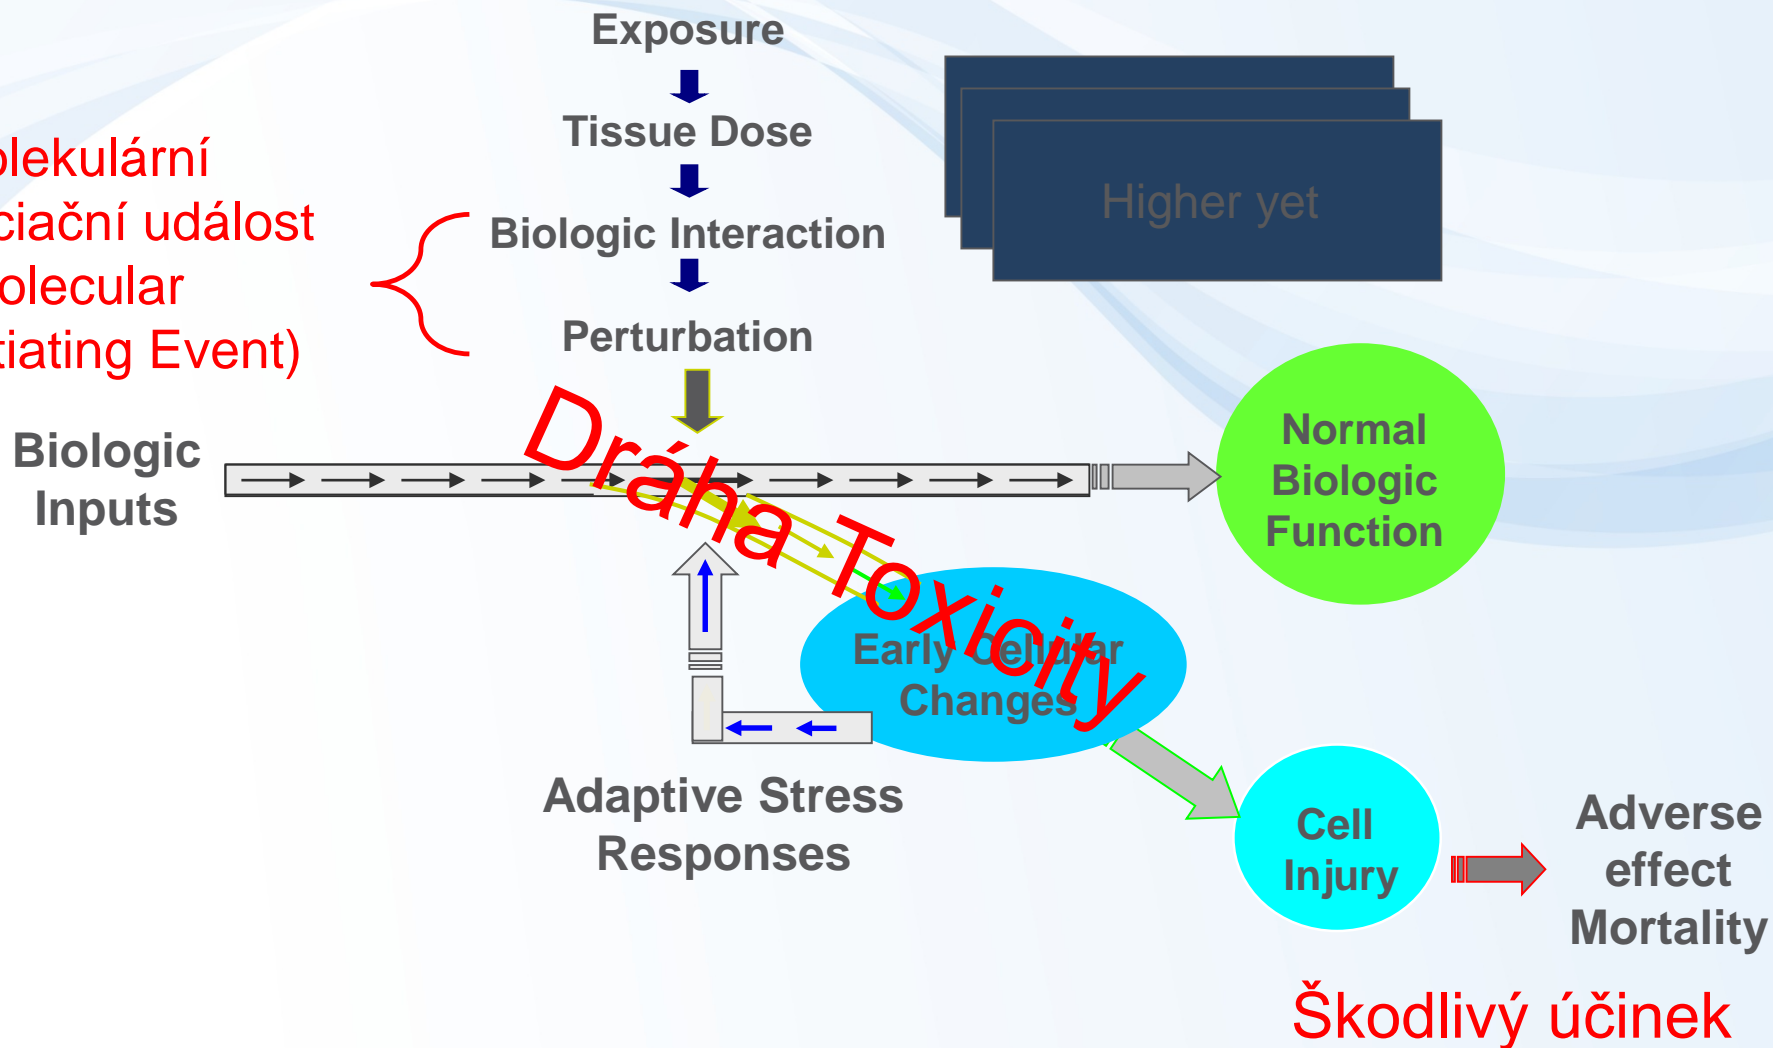 Exposure
Tissue Dose
Biologic Interaction
Perturbation
Higher yet
olekulární
ciační událost
olecular
tiating Event)
Biologic
Inputs
Dráha Toxicity
Normal
Biologic
Function
Early Cellular
Changes
Adaptive Stress
Responses
Cell
Injury
Adverse
effect
Mortality
Škodlivý účinek